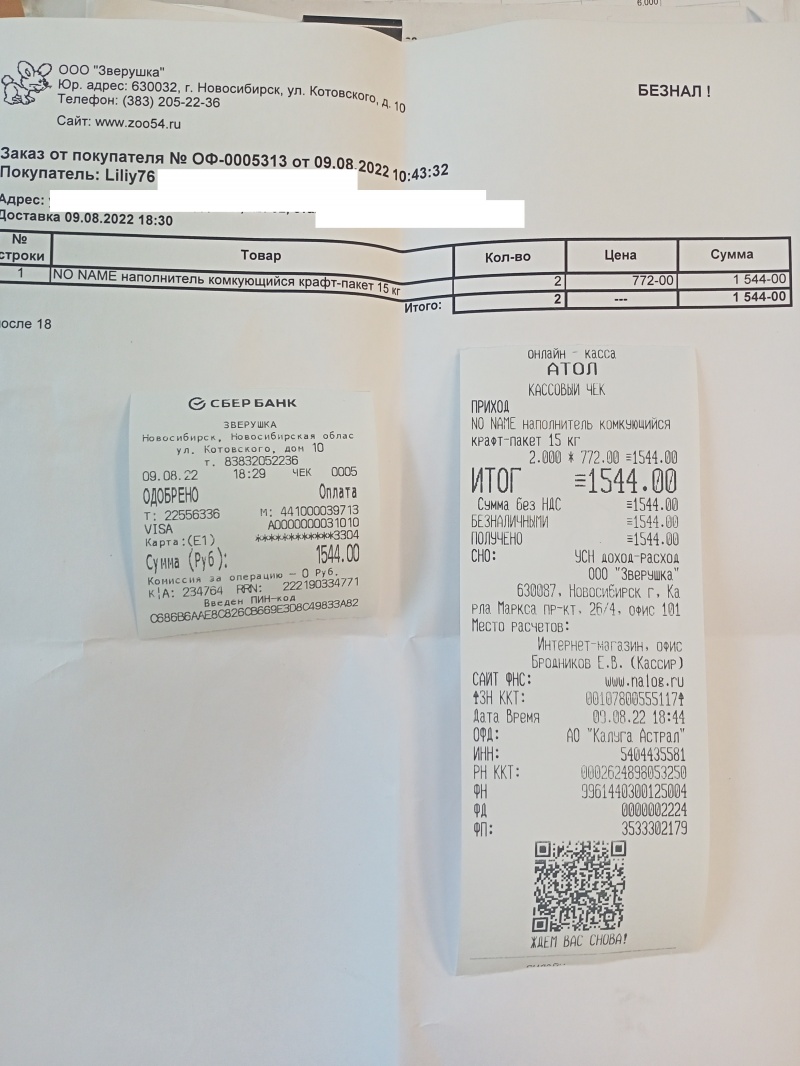 6.000
ООО "Зверушка"
Юр. адрес: 630032, г. Новосибирск, ул. Котовского, д. 10
Телефон: (383) 205-22-36
Сайт: www.zoo54.ru
БЕЗНАЛ !
Заказ от покупателя № ОФ-0005313 от 09.08.2022 10:43:32
Покупатель: Liliy76
Адрес:
Доставка 09.08.2022 18:30
№ строки Товар Кол-во Цена Сумма
1 NO NAME наполнитель комкующийся крафт-пакет 15 кг 2 772-00 1 544-00
Итого: 2 --- 1 544-00
после 18
СБЕРБАНК
ЗВЕРУШКА
Новосибирск, Новосибирская облас
ул. Котовского, дом 10
т. 83832052236
09.08.22 18:29 ЧЕК 0005
ОДОБРЕНО Оплата
Т: 22556336 М: 441000039713
VISA A0000000031010
Карта:(E1) ************3304
Сумма (Руб): 1544.00
Комиссия за операцию – 0 Руб.
К|А: 234764 RRN: 222190334771
Введен ПИН-код
C686B6AAE8C826CB669E3D8C49833A82
онлайн - касса
АТОЛ
КАССОВЫЙ ЧЕК
ПРИХОД
NO NAME наполнитель комкующийся
крафт-пакет 15 кг
2.000 * 772.00 ≡1544.00
ИТОГ ≡1544.00
Сумма без НДС ≡1544.00
БЕЗНАЛИЧНЫМИ ≡1544.00
ПОЛУЧЕНО ≡1544.00
СНО: УСН доход-расход
ООО "Зверушка"
630087, Новосибирск г, Ка
рла Маркса пр-кт, 26/4, офис 101
Место расчетов:
Интернет-магазин, офис
Бродников Е.В. (Кассир)
САЙТ ФНС: www.nalog.ru
ЗН ККТ: 00107800555117
Дата Время 09.08.22 18:44
ОФД: АО "Калуга Астрал"
ИНН: 5404435581
РН ККТ: 0002624898053250
ФН 9961440300125004
ФД 0000002224
ФП: 3533302179
ЖДЕМ ВАС СНОВА!